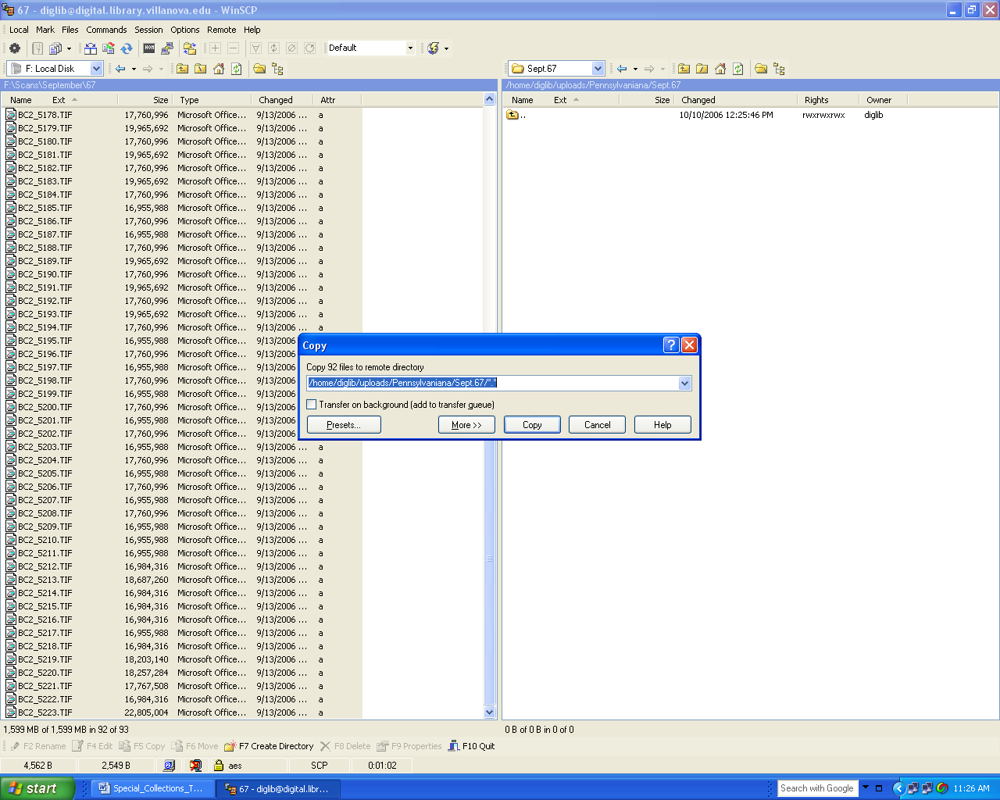 67 - diglib@digital.library.villanova.edu - WinSCP
Local Mark Files Commands Session Options Remote Help
Default
F: Local Disk
Sept.67
F:\Scans\September\67
/home/diglib/uploads/Pennsylvaniana/Sept.67
Name Ext Size Type Changed Attr
Name Ext Size Changed Rights Owner
.. 10/10/2006 12:25:46 PM rwxrwxrwx diglib
BC2_5178.TIF 17,760,996 Microsoft Office... 9/13/2006 ... a
BC2_5179.TIF 19,965,692 Microsoft Office... 9/13/2006 ... a
BC2_5180.TIF 17,760,996 Microsoft Office... 9/13/2006 ... a
BC2_5181.TIF 19,965,692 Microsoft Office... 9/13/2006 ... a
BC2_5182.TIF 17,760,996 Microsoft Office... 9/13/2006 ... a
BC2_5183.TIF 19,965,692 Microsoft Office... 9/13/2006 ... a
BC2_5184.TIF 17,760,996 Microsoft Office... 9/13/2006 ... a
BC2_5185.TIF 16,955,988 Microsoft Office... 9/13/2006 ... a
BC2_5186.TIF 17,760,996 Microsoft Office... 9/13/2006 ... a
BC2_5187.TIF 16,955,988 Microsoft Office... 9/13/2006 ... a
BC2_5188.TIF 17,760,996 Microsoft Office... 9/13/2006 ... a
BC2_5189.TIF 19,965,692 Microsoft Office... 9/13/2006 ... a
BC2_5190.TIF 17,760,996 Microsoft Office... 9/13/2006 ... a
BC2_5191.TIF 19,965,692 Microsoft Office... 9/13/2006 ... a
BC2_5192.TIF 17,760,996 Microsoft Office... 9/13/2006 ... a
BC2_5193.TIF 19,965,692 Microsoft Office... 9/13/2006 ... a
BC2_5194.TIF 17,760,996 Microsoft Office... 9/13/2006 ... a
BC2_5195.TIF 16,955,988 Microsoft Office... 9/13/2006
BC2_5196.TIF 17,760,996 Microsoft Office... 9/13/2006
BC2_5197.TIF 16,955,988 Microsoft Office... 9/13/2006
BC2_5198.TIF 17,760,996 Microsoft Office... 9/13/2006
BC2_5199.TIF 16,955,988 Microsoft Office... 9/13/2006
BC2_5200.TIF 17,760,996 Microsoft Office... 9/13/2006
BC2_5201.TIF 16,955,988 Microsoft Office... 9/13/2006
BC2_5202.TIF 17,760,996 Microsoft Office... 9/13/2006
BC2_5203.TIF 16,955,988 Microsoft Office... 9/13/2006 ... a
BC2_5204.TIF 17,760,996 Microsoft Office... 9/13/2006 ... a
BC2_5205.TIF 16,955,988 Microsoft Office... 9/13/2006 ... a
BC2_5206.TIF 17,760,996 Microsoft Office... 9/13/2006 ... a
BC2_5207.TIF 16,955,988 Microsoft Office... 9/13/2006 ... a
BC2_5208.TIF 17,760,996 Microsoft Office... 9/13/2006 ... a
BC2_5209.TIF 16,955,988 Microsoft Office... 9/13/2006 ... a
BC2_5210.TIF 16,955,988 Microsoft Office... 9/13/2006 ... a
BC2_5211.TIF 16,955,988 Microsoft Office... 9/13/2006 ... a
BC2_5212.TIF 16,984,316 Microsoft Office... 9/13/2006 ... a
BC2_5213.TIF 18,687,260 Microsoft Office... 9/13/2006 ... a
BC2_5214.TIF 16,984,316 Microsoft Office... 9/13/2006 ... a
BC2_5215.TIF 16,984,316 Microsoft Office... 9/13/2006 ... a
BC2_5216.TIF 16,984,316 Microsoft Office... 9/13/2006 ... a
BC2_5217.TIF 16,955,988 Microsoft Office... 9/13/2006 ... a
BC2_5218.TIF 16,984,316 Microsoft Office... 9/13/2006 ... a
BC2_5219.TIF 18,203,140 Microsoft Office... 9/13/2006 ... a
BC2_5220.TIF 18,257,284 Microsoft Office... 9/13/2006 ... a
BC2_5221.TIF 17,767,508 Microsoft Office... 9/13/2006 ... a
BC2_5222.TIF 16,984,316 Microsoft Office... 9/13/2006 ... a
BC2_5223.TIF 22,805,004 Microsoft Office... 9/13/2006 ... a
Copy
Copy 92 files to remote directory
/home/diglib/uploads/Pennsylvaniana/Sept.67/*.*
Transfer on background (add to transfer queue)
Presets... More >> Copy Cancel Help
1,599 MB of 1,599 MB in 92 of 93
0 B of 0 B in 0 of 0
F2 Rename F4 Edit F5 Copy F6 Move F7 Create Directory F8 Delete F9 Properties F10 Quit
4,562 B 2,549 B aes SCP 0:01:02
start Special_Collections_T... 67 - diglib@digital.libr... Search with Google 11:26 AM